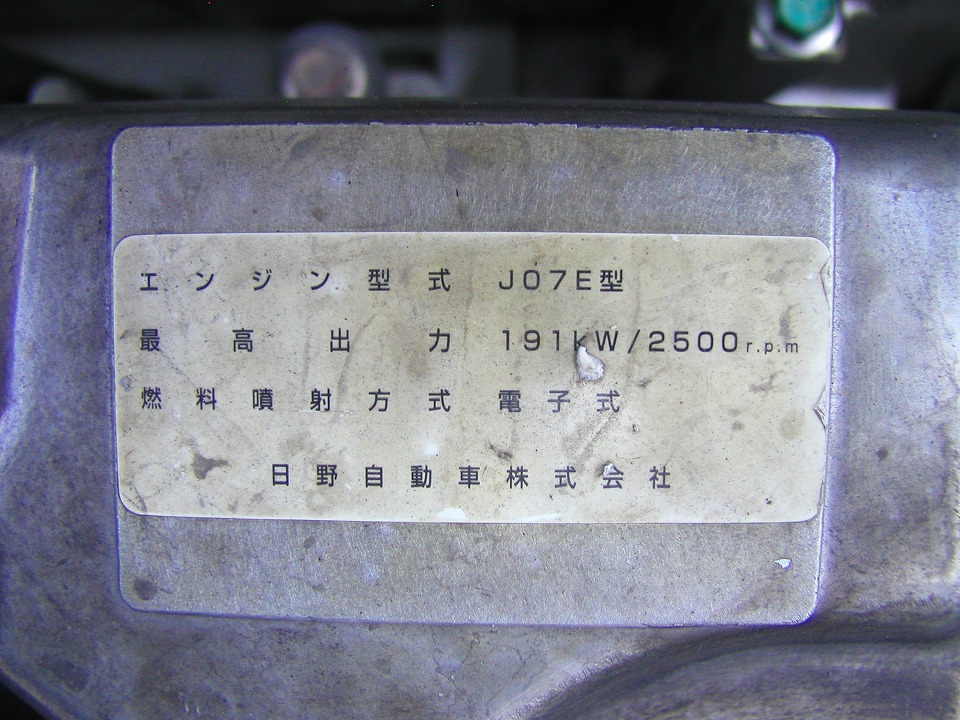 エンジン型式 J07E型
最高出力 191kW/2500r.p.m
燃料噴射方式 電子式
日野自動車株式会社